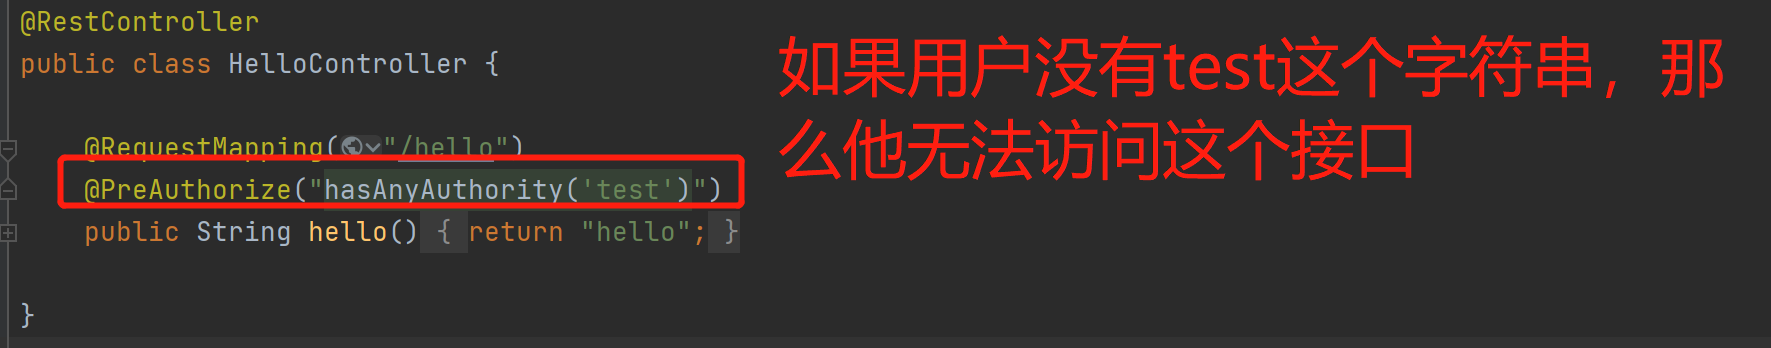 @RestController
public class HelloController {
@RequestMapping("/hello")
@PreAuthorize("hasAnyAuthority('test')")
public String hello() { return "hello"; }
}
如果用户没有test这个字符串，那
么他无法访问这个接口